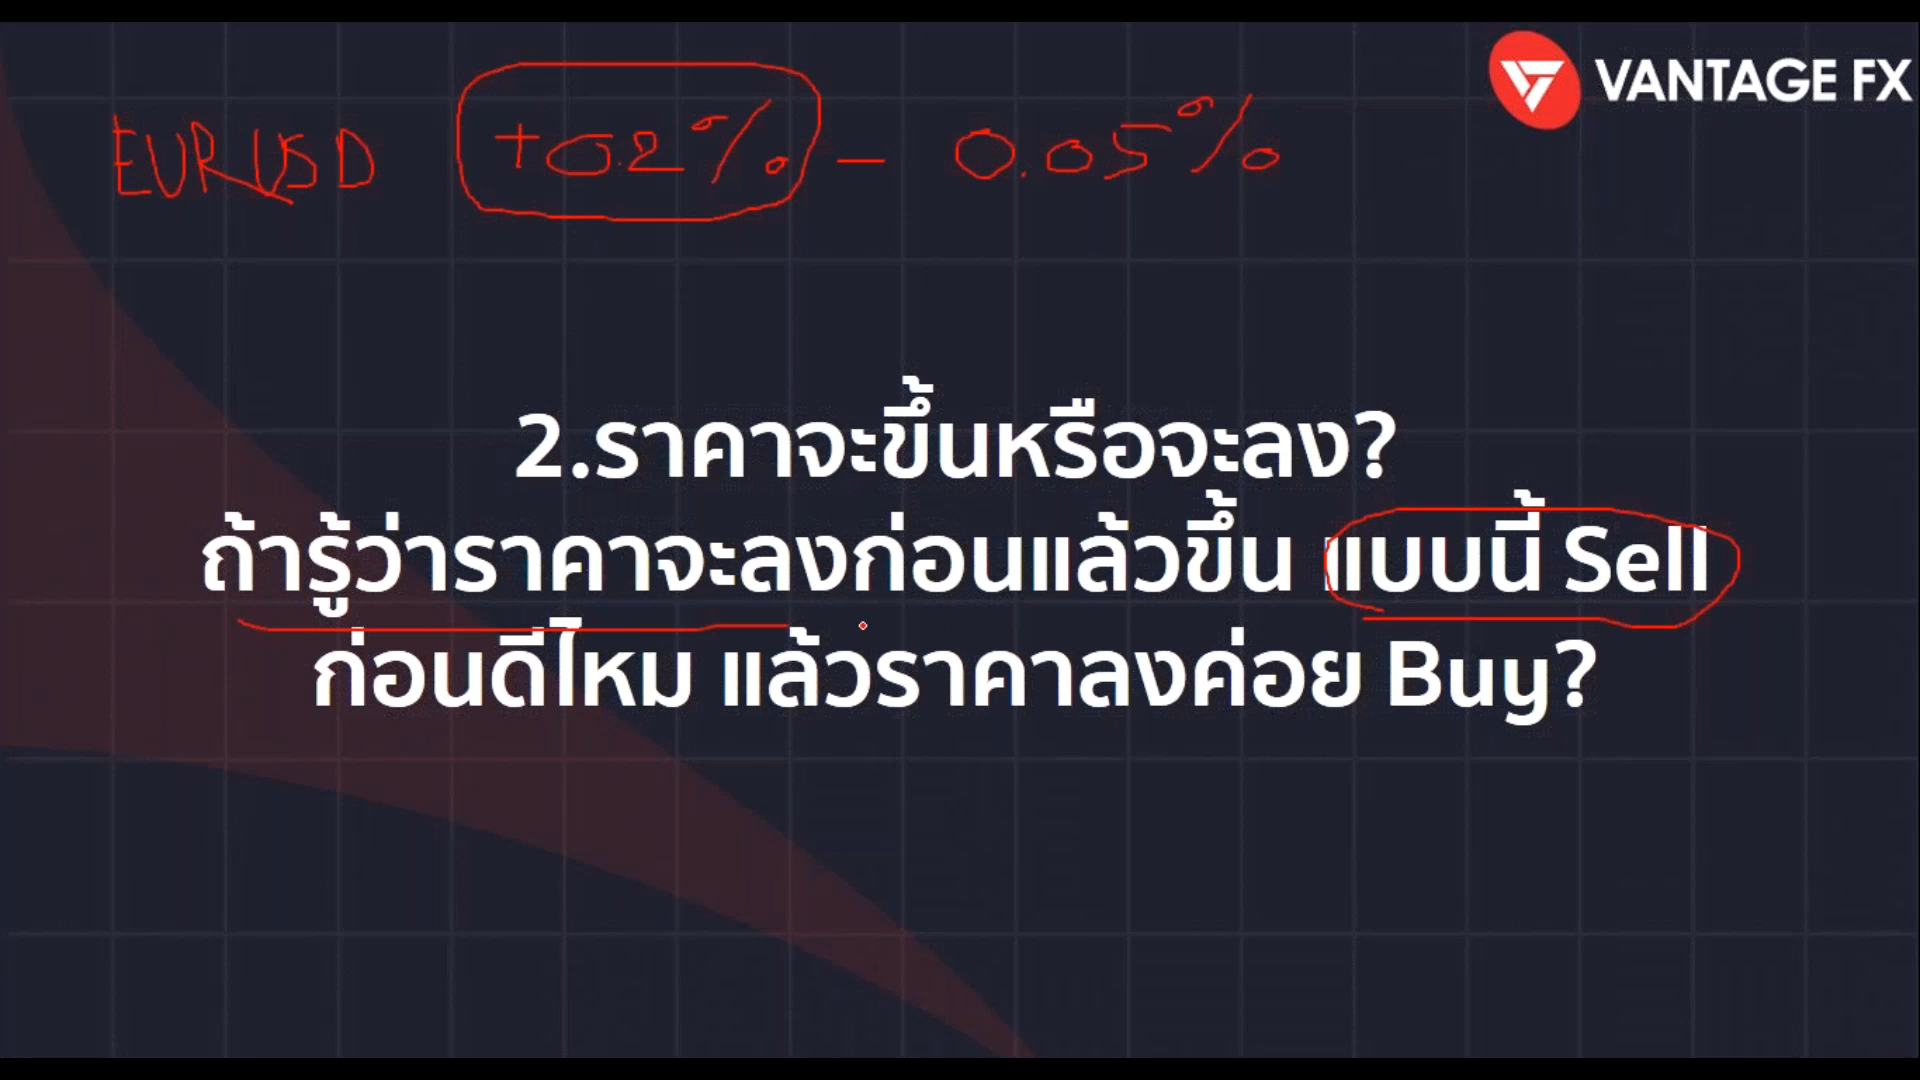 VANTAGE FX
EURUSD +0.2% - 0.05%
2.ราคาจะขึ้นหรือจะลง?
ถ้ารู้ว่าราคาจะลงก่อนแล้วขึ้น แบบนี้ Sell
ก่อนดีไหม แล้วราคาลงค่อย Buy?